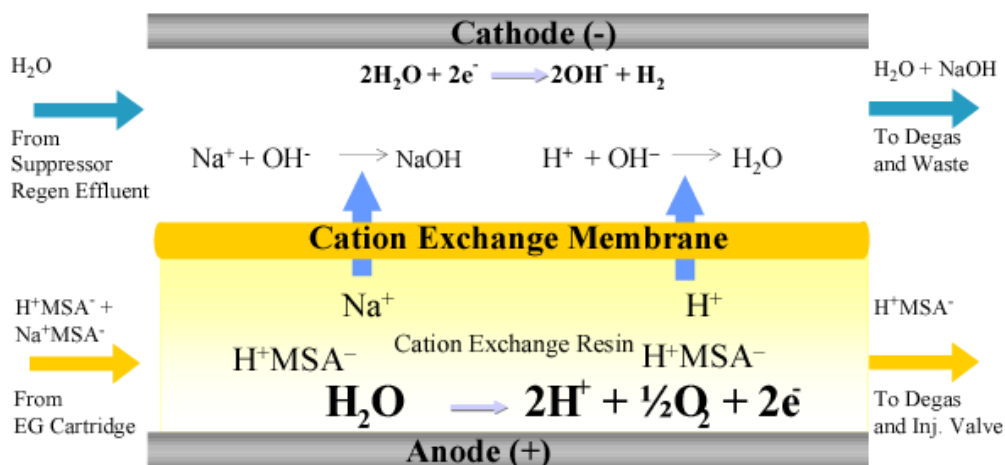 Cathode (-)
H₂O
2H₂O + 2e⁻ → 2OH⁻ + H₂
H₂O + NaOH
From
Suppressor
Regen Effluent
Na⁺ + OH⁻ → NaOH
H⁺ + OH⁻ → H₂O
To Degas
and Waste
Cation Exchange Membrane
H⁺MSA⁻ +
Na⁺MSA⁻
Na⁺
H⁺
H⁺MSA⁻
Cation Exchange Resin
H⁺MSA⁻
H⁺MSA⁻
From
EG Cartridge
H₂O → 2H⁺ + ½O₂ + 2e⁻
To Degas
and Inj. Valve
Anode (+)